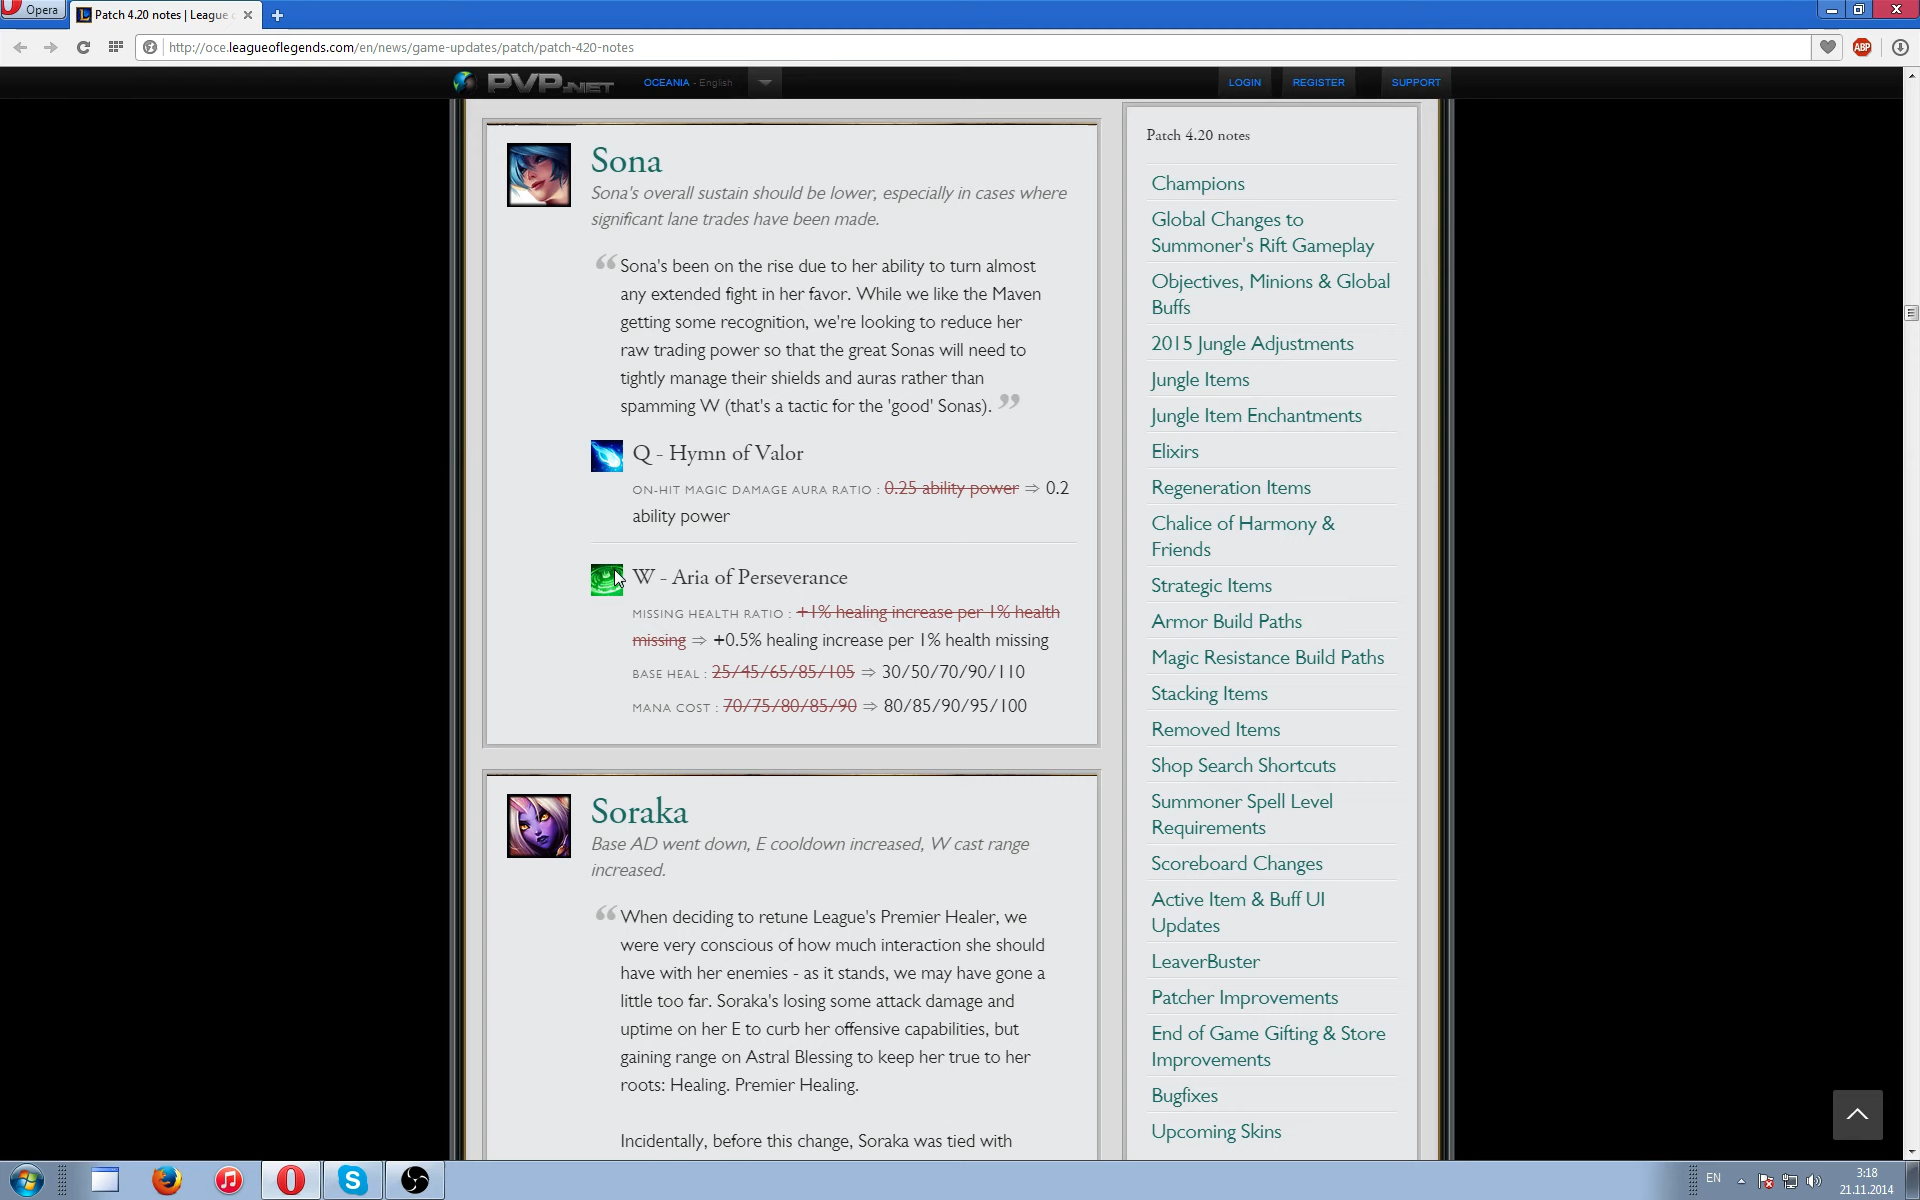 Opera
Patch 4.20 notes | League
http://oce.leagueoflegends.com/en/news/game-updates/patch/patch-420-notes
ABP
PVP.NET
OCEANIA - English
LOGIN
REGISTER
SUPPORT
Sona
Sona's overall sustain should be lower, especially in cases where
significant lane trades have been made.
“ Sona's been on the rise due to her ability to turn almost
any extended fight in her favor. While we like the Maven
getting some recognition, we're looking to reduce her
raw trading power so that the great Sonas will need to
tightly manage their shields and auras rather than
spamming W (that's a tactic for the 'good' Sonas). ”
Q - Hymn of Valor
ON-HIT MAGIC DAMAGE AURA RATIO : 0.25 ability power ⇒ 0.2
ability power
W - Aria of Perseverance
MISSING HEALTH RATIO : +1% healing increase per 1% health
missing ⇒ +0.5% healing increase per 1% health missing
BASE HEAL : 25/45/65/85/105 ⇒ 30/50/70/90/110
MANA COST : 70/75/80/85/90 ⇒ 80/85/90/95/100
Soraka
Base AD went down, E cooldown increased, W cast range
increased.
“ When deciding to retune League's Premier Healer, we
were very conscious of how much interaction she should
have with her enemies - as it stands, we may have gone a
little too far. Soraka's losing some attack damage and
uptime on her E to curb her offensive capabilities, but
gaining range on Astral Blessing to keep her true to her
roots: Healing. Premier Healing.
Incidentally, before this change, Soraka was tied with
Patch 4.20 notes
Champions
Global Changes to
Summoner's Rift Gameplay
Objectives, Minions & Global
Buffs
2015 Jungle Adjustments
Jungle Items
Jungle Item Enchantments
Elixirs
Regeneration Items
Chalice of Harmony &
Friends
Strategic Items
Armor Build Paths
Magic Resistance Build Paths
Stacking Items
Removed Items
Shop Search Shortcuts
Summoner Spell Level
Requirements
Scoreboard Changes
Active Item & Buff UI
Updates
LeaverBuster
Patcher Improvements
End of Game Gifting & Store
Improvements
Bugfixes
Upcoming Skins
EN
3:18
21.11.2014